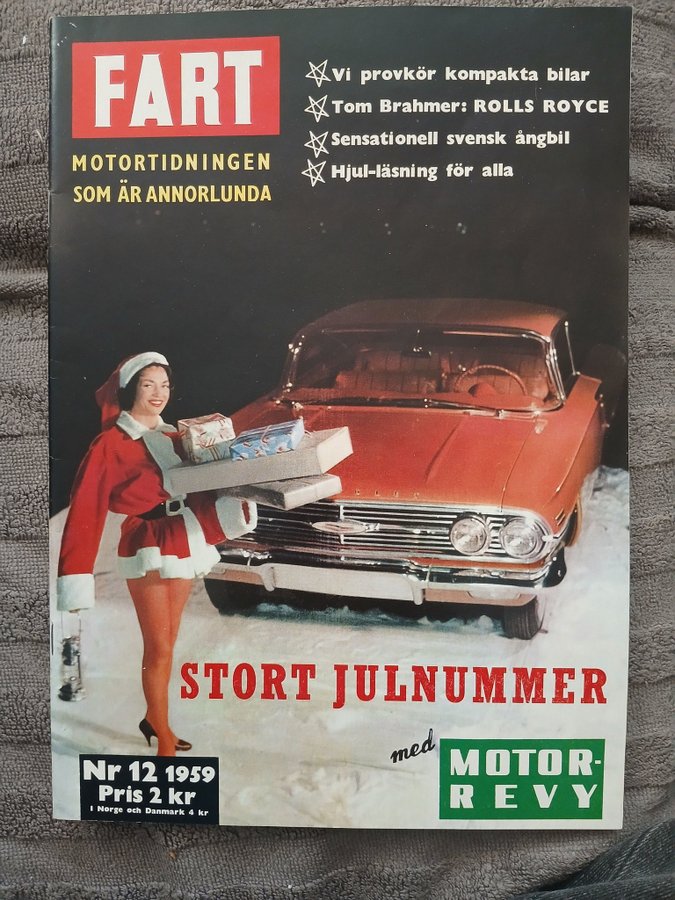 FART
MOTORTIDNINGEN
SOM ÄR ANNORLUNDA
Vi provkör kompakta bilar
Tom Brahmer: ROLLS ROYCE
Sensationell svensk ångbil
Hjul-läsning för alla
STORT JULNUMMER
med
MOTOR-
REVY
Nr 12 1959
Pris 2 kr
I Norge och Danmark 4 kr